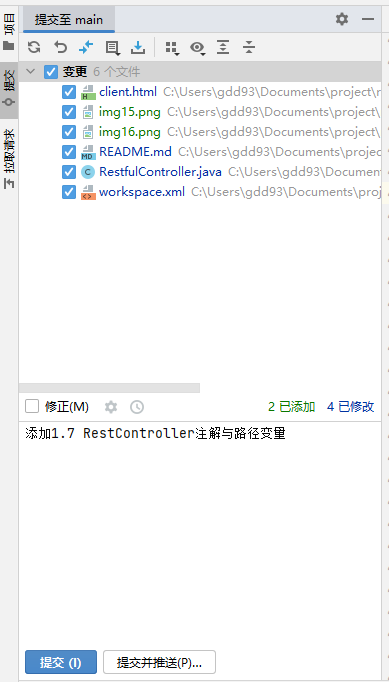 项目
提交
拉取请求
提交至 main
变更 6 个文件
client.html C:\Users\gdd93\Documents\project\r
img15.png C:\Users\gdd93\Documents\project\
img16.png C:\Users\gdd93\Documents\project\
README.md C:\Users\gdd93\Documents\project
RestfulController.java C:\Users\gdd93\Documen
workspace.xml C:\Users\gdd93\Documents\proj
修正(M)
2 已添加 4 已修改
添加1.7 RestController注解与路径变量
提交 (I)
提交并推送(P)...